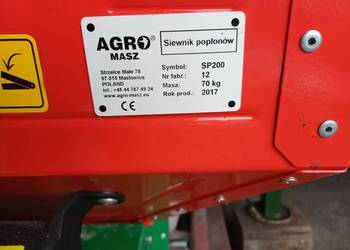 AGRO
MASZ
Siewnik poplonów
Strzelce Małe 78
97-515 Masłowice
POLAND
tel.: +48 44 787 49 24
www.agro-masz.eu
CE
Symbol: SP200
Nr fabr.: 12
Masa: 70 kg
Rok prod.: 2017